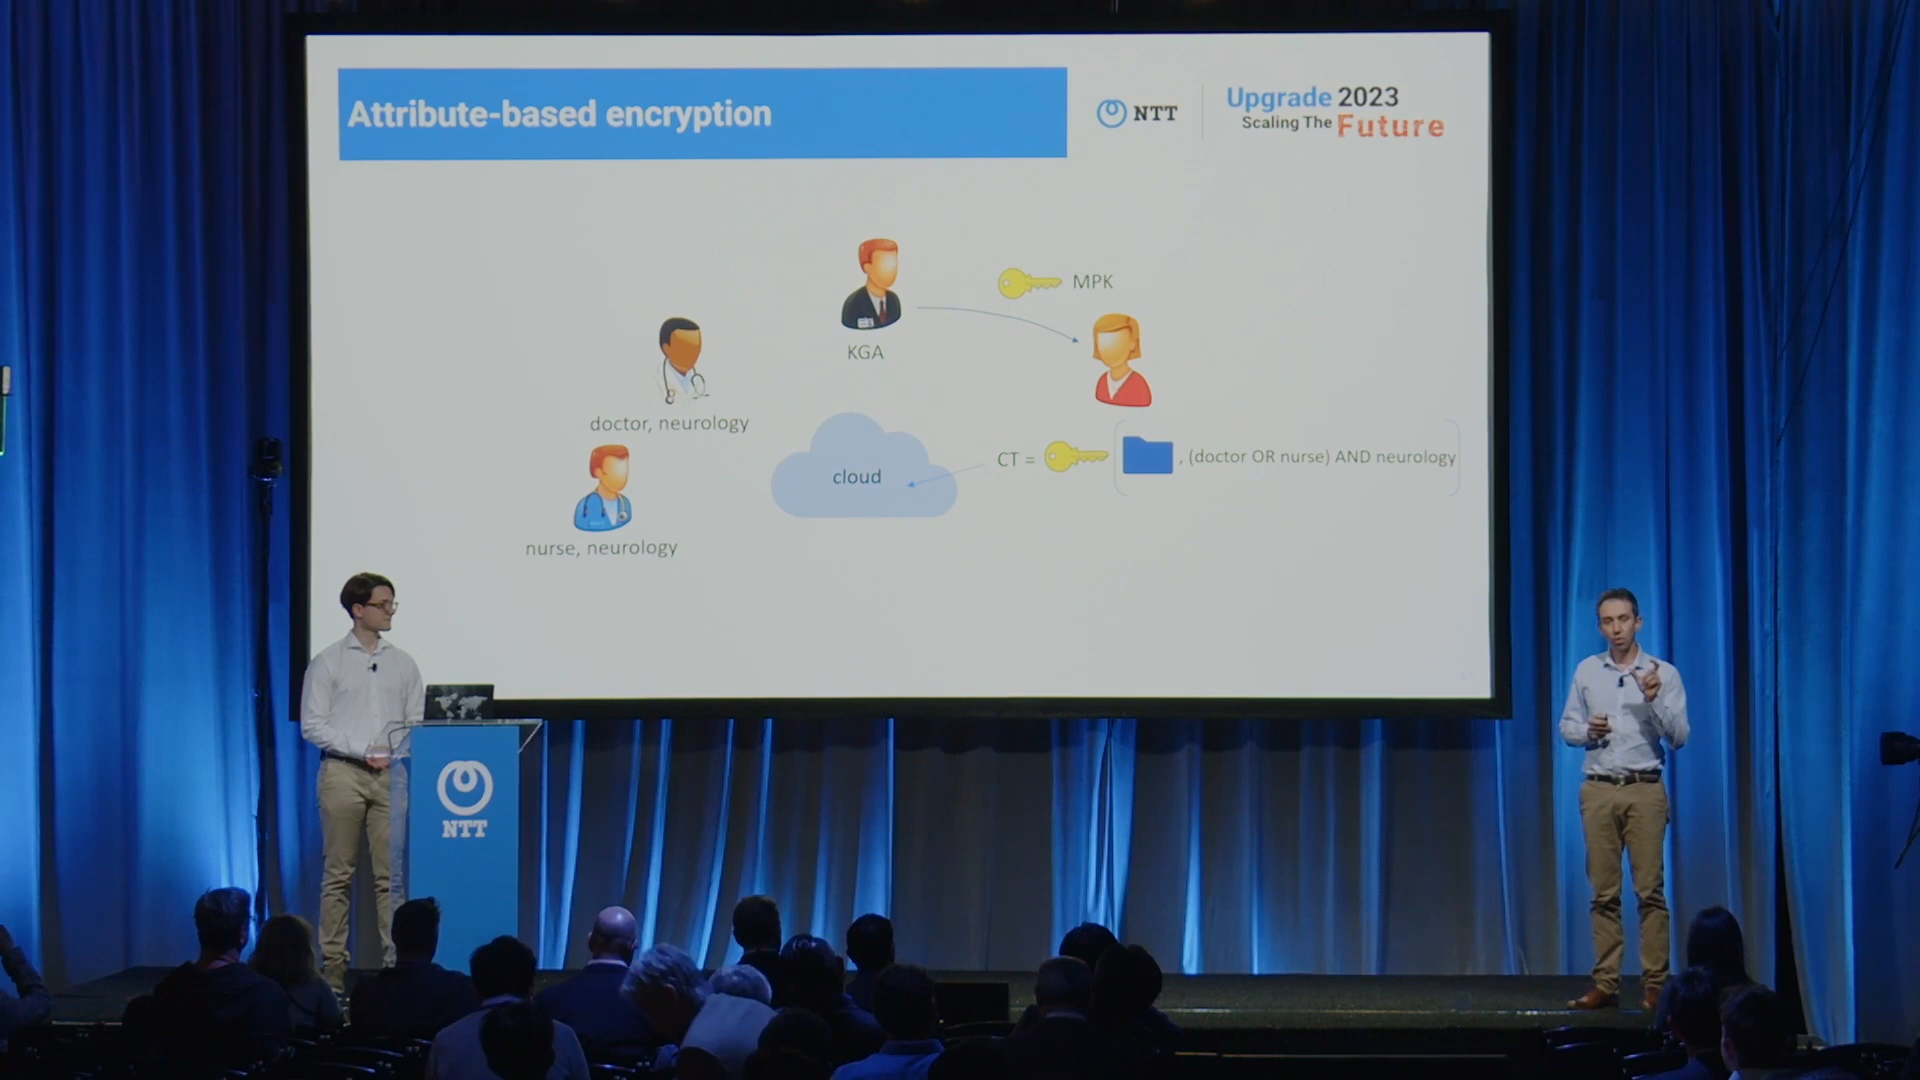 Attribute-based encryption
NTT
Upgrade 2023
Scaling The Future
MPK
KGA
doctor, neurology
cloud
CT =
, (doctor OR nurse) AND neurology
nurse, neurology
NTT